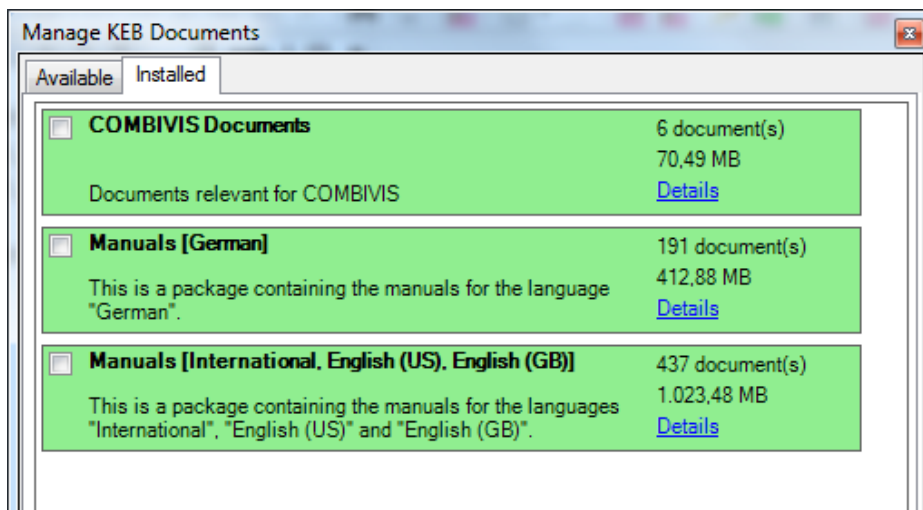 Manage KEB Documents
Available
Installed
COMBIVIS Documents
6 document(s)
70,49 MB
Documents relevant for COMBIVIS
Details
Manuals [German]
191 document(s)
412,88 MB
This is a package containing the manuals for the language
"German".
Details
Manuals [International, English (US), English (GB)]
437 document(s)
1.023,48 MB
This is a package containing the manuals for the languages
"International", "English (US)" and "English (GB)".
Details